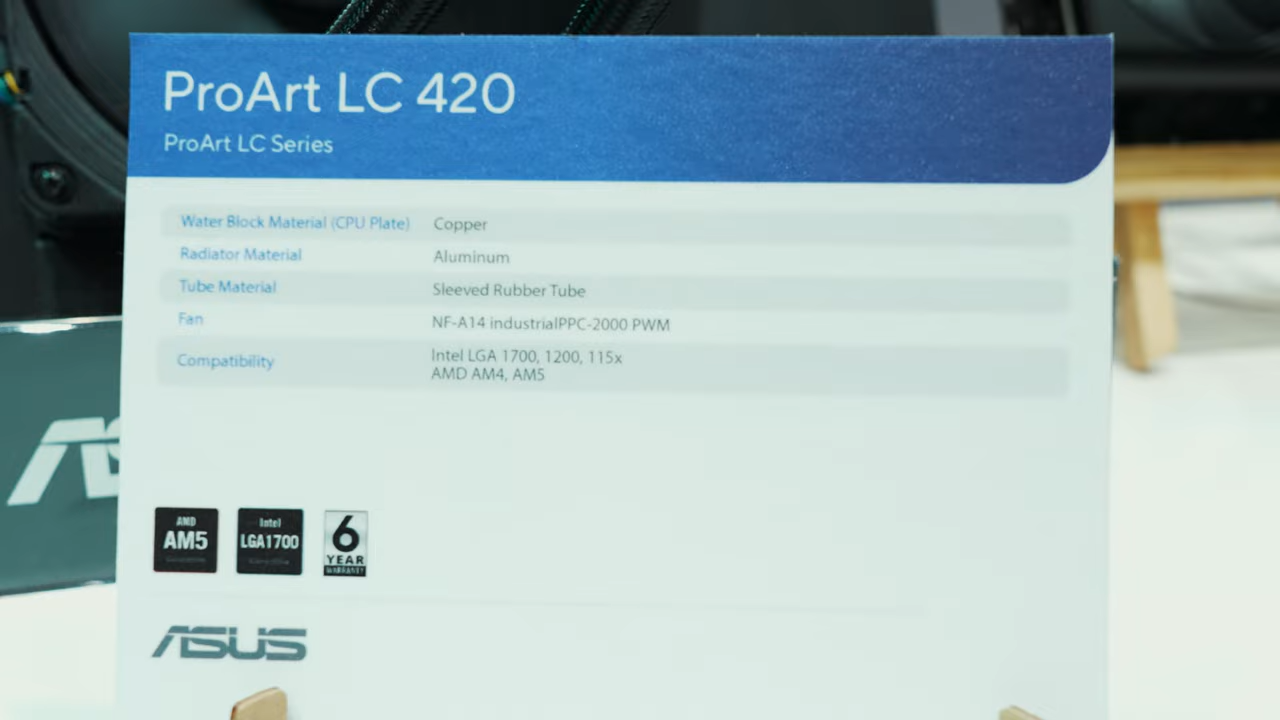 ProArt LC 420
ProArt LC Series
Water Block Material (CPU Plate) Copper
Radiator Material Aluminum
Tube Material Sleeved Rubber Tube
Fan NF-A14 industrialPPC-2000 PWM
Compatibility Intel LGA 1700, 1200, 115x
AMD AM4, AM5
AMD
AM5
Intel
LGA1700
6
YEAR
WARRANTY
ASUS